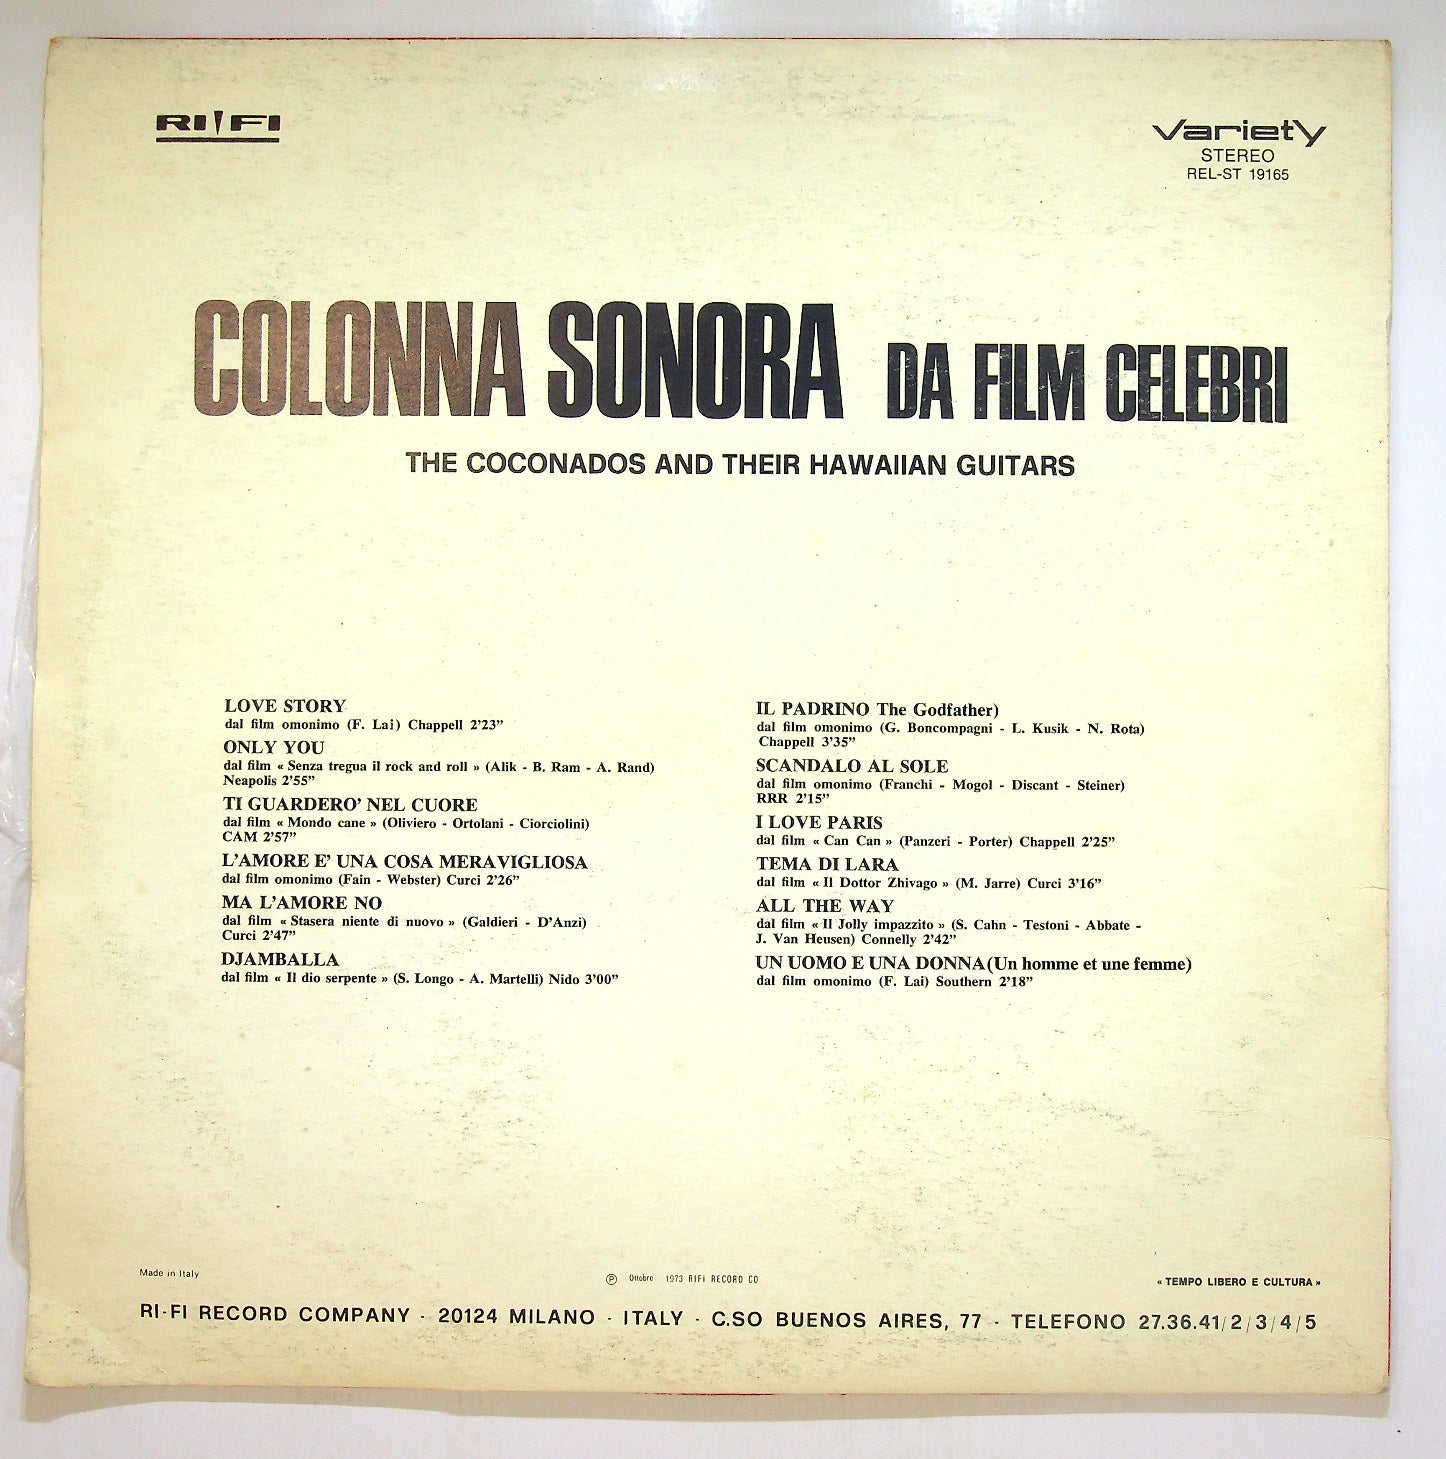 RI!FI
Variety
STEREO
REL-ST 19165
COLONNA SONORA DA FILM CELEBRI
THE COCONADOS AND THEIR HAWAIIAN GUITARS
LOVE STORY
dal film omonimo (F. Lai) Chappell 2'23"
ONLY YOU
dal film « Senza tregua il rock and roll » (Alik - B. Ram - A. Rand)
Neapolis 2'55"
TI GUARDERO' NEL CUORE
dal film « Mondo cane » (Oliviero - Ortolani - Ciorciolini)
CAM 2'57"
L'AMORE E' UNA COSA MERAVIGLIOSA
dal film omonimo (Fain - Webster) Curci 2'26"
MA L'AMORE NO
dal film « Stasera niente di nuovo » (Galdieri - D'Anzi)
Curci 2'47"
DJAMBALLA
dal film « Il dio serpente » (S. Longo - A. Martelli) Nido 3'00"
IL PADRINO The Godfather)
dal film omonimo (G. Boncompagni - L. Kusik - N. Rota)
Chappell 3'35"
SCANDALO AL SOLE
dal film omonimo (Franchi - Mogol - Discant - Steiner)
RRR 2'15"
I LOVE PARIS
dal film « Can Can » (Panzeri - Porter) Chappell 2'25"
TEMA DI LARA
dal film « Il Dottor Zhivago » (M. Jarre) Curci 3'16"
ALL THE WAY
dal film « Il Jolly impazzito » (S. Cahn - Testoni - Abbate -
J. Van Heusen) Connelly 2'42"
UN UOMO E UNA DONNA (Un homme et une femme)
dal film omonimo (F. Lai) Southern 2'18"
Made in Italy
℗ Ottobre 1973 RIFI RECORD CO
« TEMPO LIBERO E CULTURA »
RI-FI RECORD COMPANY - 20124 MILANO - ITALY - C.SO BUENOS AIRES, 77 - TELEFONO 27.36.41/2/3/4/5